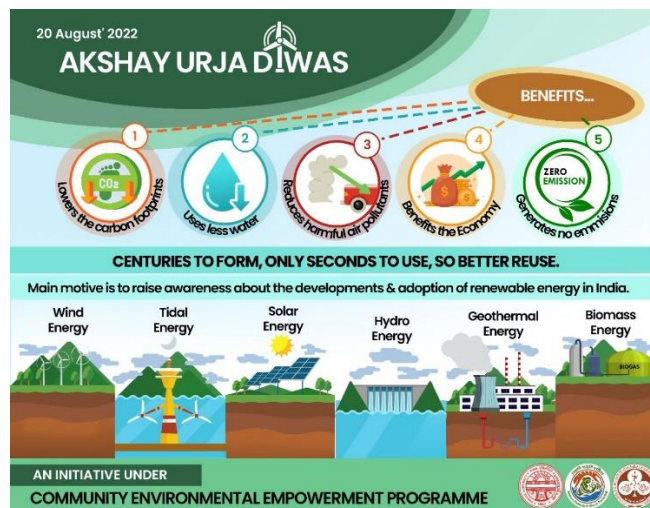 20 August' 2022
AKSHAY URJA DIWAS
BENEFITS...
1
2
3
4
5
CO₂
ZERO
EMISSION
Lowers the carbon footprints
Uses less water
Reduces harmful air pollutants
Benefits the Economy
Generates no emmisions
CENTURIES TO FORM, ONLY SECONDS TO USE, SO BETTER REUSE.
Main motive is to raise awareness about the developments & adoption of renewable energy in India.
Wind
Energy
Tidal
Energy
Solar
Energy
Hydro
Energy
Geothermal
Energy
Biomass
Energy
BIOGAS
AN INITIATIVE UNDER
COMMUNITY ENVIRONMENTAL EMPOWERMENT PROGRAMME